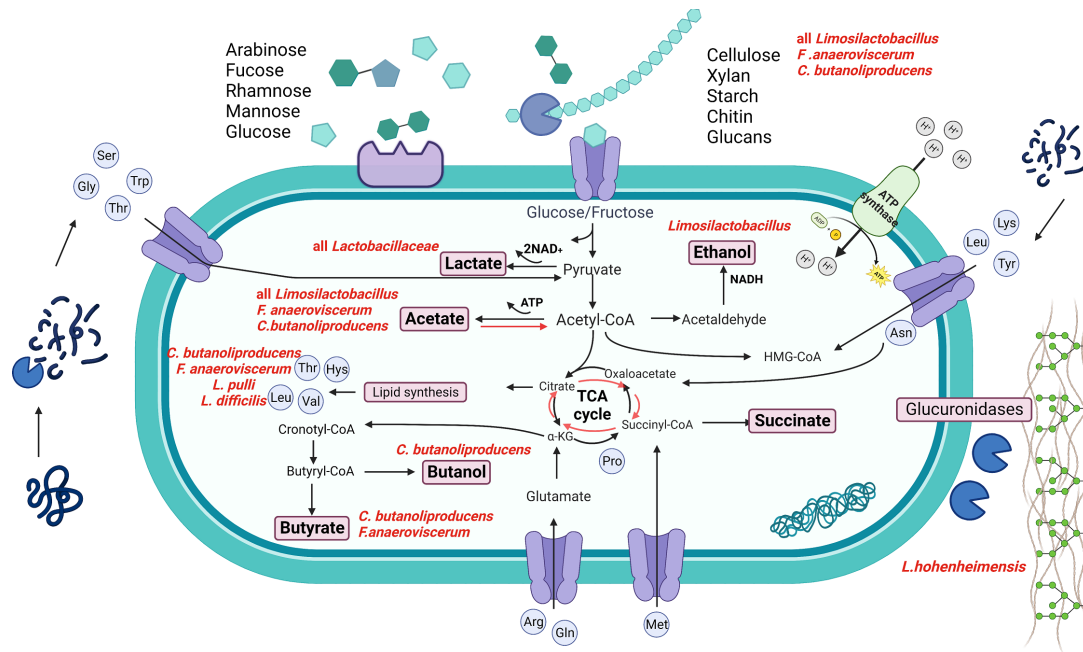 Arabinose
Fucose
Rhamnose
Mannose
Glucose
Cellulose
Xylan
Starch
Chitin
Glucans
all Limosilactobacillus
F .anaeroviscerum
C. butanoliproducens
H+
H+
H+
H+
ATP synthase
ADP
+
P
ATP
H+
H+
Ser
Gly
Trp
Thr
Lys
Leu
Tyr
Asn
Glucose/Fructose
all Lactobacillaceae
Lactate
2NAD+
Pyruvate
Limosilactobacillus
Ethanol
NADH
all Limosilactobacillus
F. anaeroviscerum
C.butanoliproducens
Acetate
ATP
Acetyl-CoA
Acetaldehyde
HMG-CoA
C. butanoliproducens
F. anaeroviscerum
L. pulli
L. difficilis
Thr
Hys
Leu
Val
Lipid synthesis
Citrate
Oxaloacetate
TCA
cycle
α-KG
Succinyl-CoA
Succinate
Pro
Glucuronidases
Cronotyl-CoA
Butyryl-CoA
C. butanoliproducens
Butanol
Butyrate
C. butanoliproducens
F.anaeroviscerum
Glutamate
Arg
Gln
Met
L.hohenheimensis